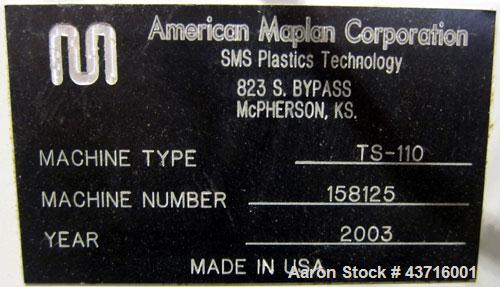 American Maplan Corporation
SMS Plastics Technology
823 S. BYPASS
McPHERSON, KS.
MACHINE TYPE TS-110
MACHINE NUMBER 158125
YEAR 2003
MADE IN USA
Aaron Stock # 43716001